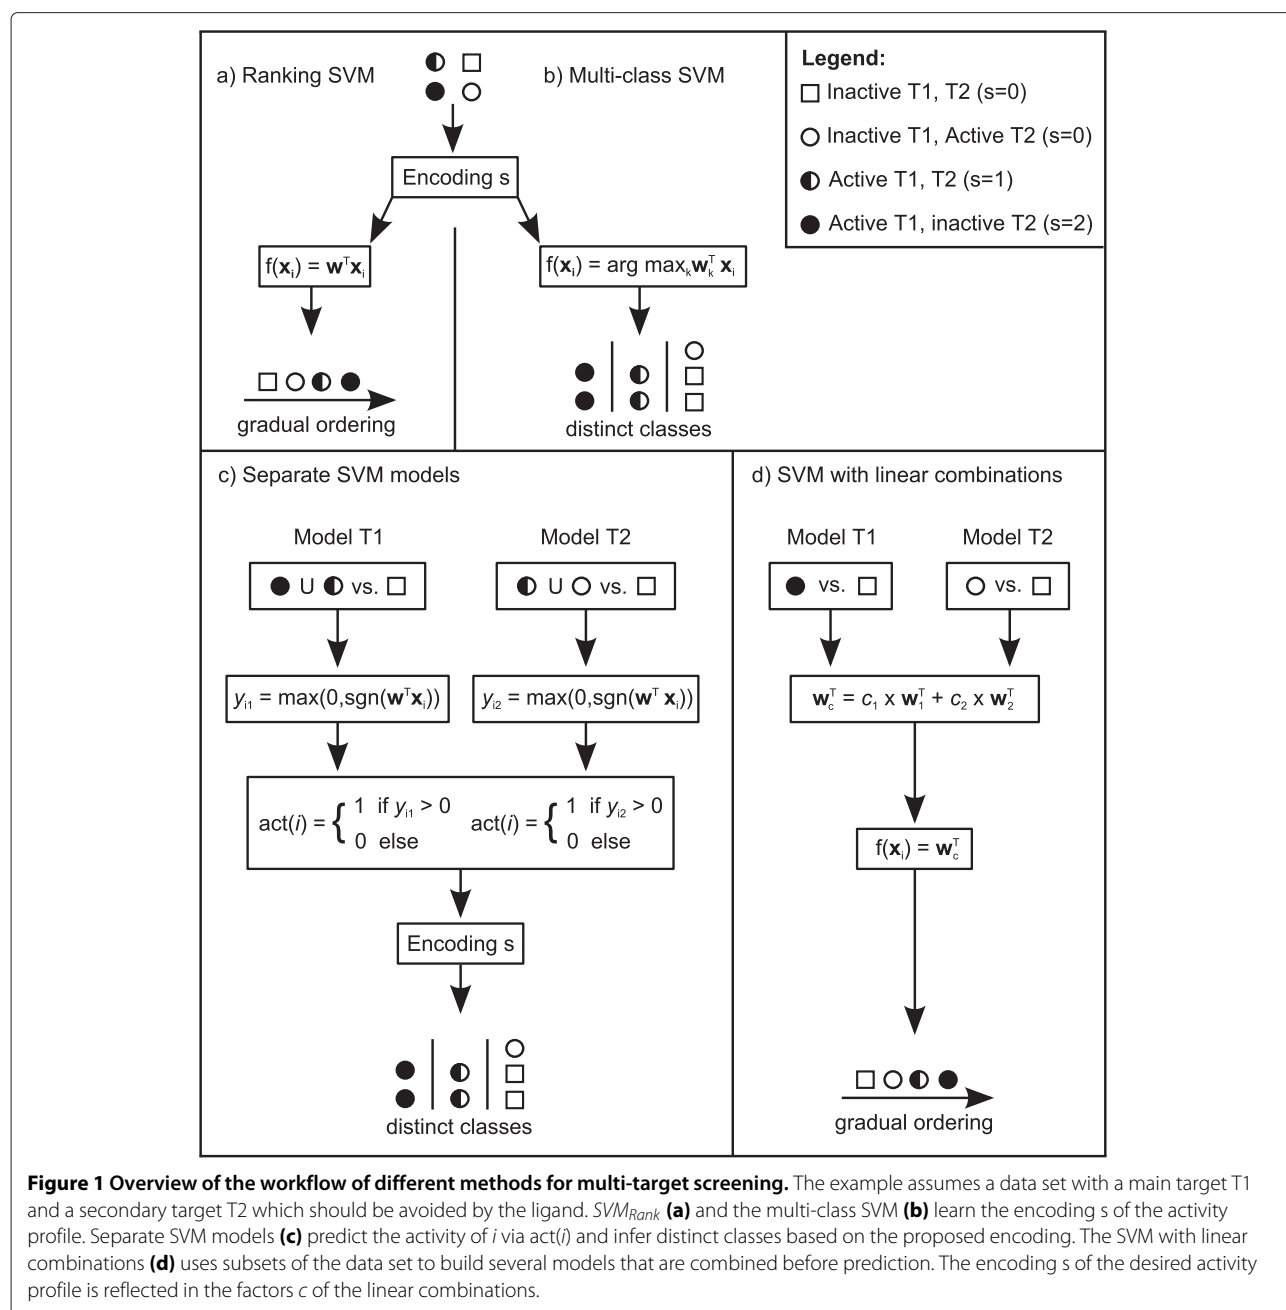 a) Ranking SVM
b) Multi-class SVM
Legend:
Inactive T1, T2 (s=0)
Inactive T1, Active T2 (s=0)
Active T1, T2 (s=1)
Active T1, inactive T2 (s=2)
Encoding s
f(xᵢ) = wᵀxᵢ
f(xᵢ) = arg maxₖwₖᵀ xᵢ
gradual ordering
distinct classes
c) Separate SVM models
Model T1
Model T2
U vs.
U vs.
yᵢ₁ = max(0,sgn(wᵀxᵢ))
yᵢ₂ = max(0,sgn(wᵀ xᵢ))
act(i) = { 1 if yᵢ₁ > 0
0 else
act(i) = { 1 if yᵢ₂ > 0
0 else
Encoding s
distinct classes
d) SVM with linear combinations
Model T1
Model T2
vs.
vs.
w_cᵀ = c₁ x w₁ᵀ + c₂ x w₂ᵀ
f(xᵢ) = w_cᵀ
gradual ordering
Figure 1 Overview of the workflow of different methods for multi-target screening. The example assumes a data set with a main target T1
and a secondary target T2 which should be avoided by the ligand. SVM_Rank (a) and the multi-class SVM (b) learn the encoding s of the activity
profile. Separate SVM models (c) predict the activity of i via act(i) and infer distinct classes based on the proposed encoding. The SVM with linear
combinations (d) uses subsets of the data set to build several models that are combined before prediction. The encoding s of the desired activity
profile is reflected in the factors c of the linear combinations.